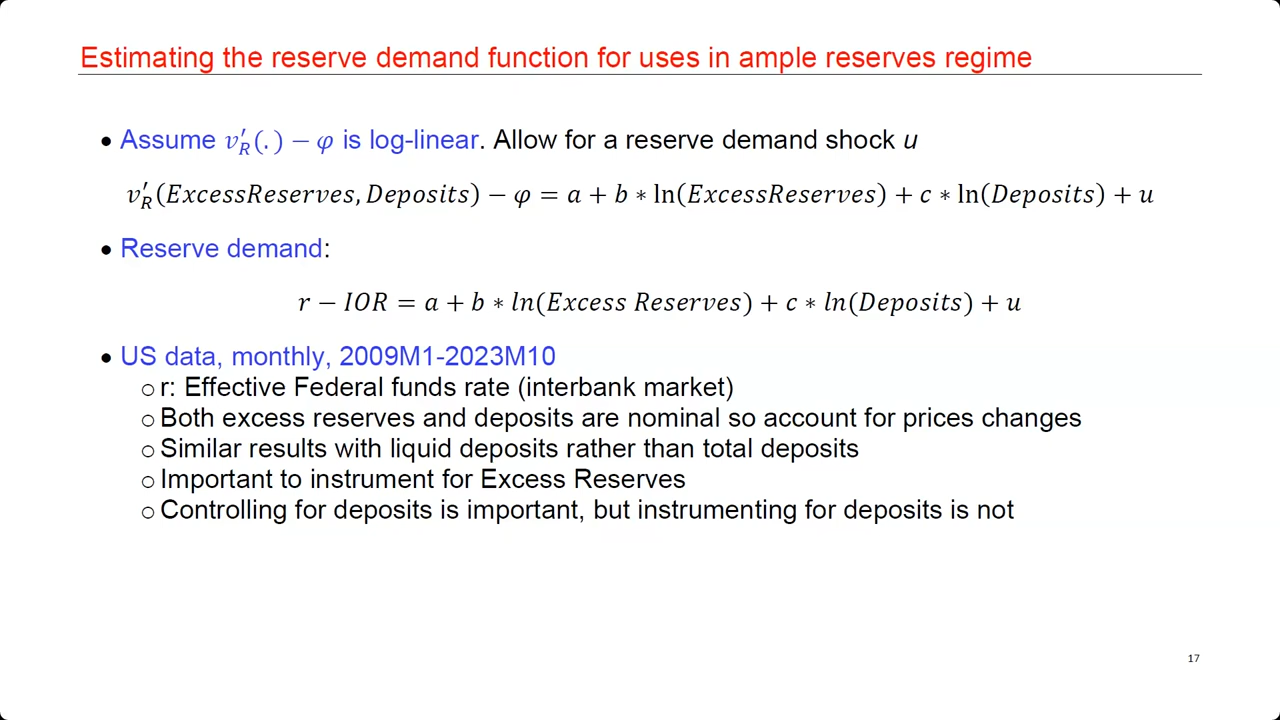 Estimating the reserve demand function for uses in ample reserves regime
• Assume v′_R(.) − φ is log-linear. Allow for a reserve demand shock u
v′_R(ExcessReserves, Deposits) − φ = a + b ∗ ln(ExcessReserves) + c ∗ ln(Deposits) + u
• Reserve demand:
r − IOR = a + b ∗ ln(Excess Reserves) + c ∗ ln(Deposits) + u
• US data, monthly, 2009M1-2023M10
○ r: Effective Federal funds rate (interbank market)
○ Both excess reserves and deposits are nominal so account for prices changes
○ Similar results with liquid deposits rather than total deposits
○ Important to instrument for Excess Reserves
○ Controlling for deposits is important, but instrumenting for deposits is not
17